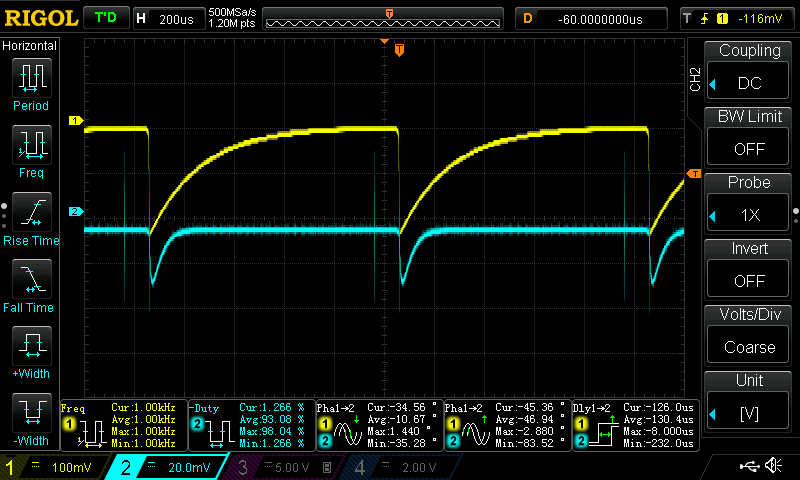 RIGOL T'D H 200us 500MSa/s 1.20M pts T D -60.0000000us T 1 -116mV
Horizontal
Period
Freq
Rise Time
Fall Time
+Width
-Width
1
2
T
T
CH2
Coupling
DC
BW Limit
OFF
Probe
1X
Invert
OFF
Volts/Div
Coarse
Unit
[V]
Freq Cur:1.00kHz
1 Avg:1.00kHz
Max:1.00kHz
Min:1.00kHz
-Duty Cur:1.266 %
2 Avg:93.08 %
Max:98.04 %
Min:1.266 %
Pha1→2 Cur:-34.56 °
1 Avg:-10.67 °
2 Max:1.440 °
Min:-35.28 °
Pha1→2 Cur:-45.36 °
1 Avg:-46.94 °
2 Max:-2.880 °
Min:-83.52 °
Dly1→2 Cur:-126.0us
1 Avg:-130.4us
2 Max:-8.000us
Min:-232.0us
1 100mV 2 20.0mV 3 5.00 V B 4 2.00 V